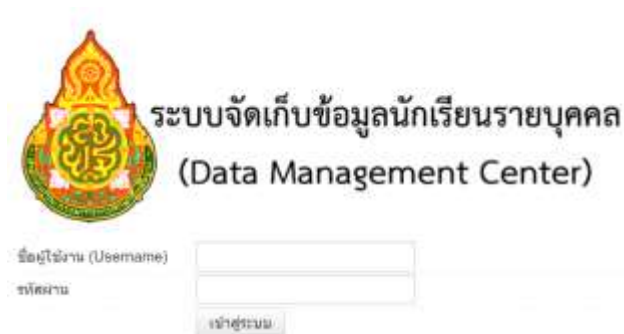 ระบบจัดเก็บข้อมูลนักเรียนรายบุคคล
(Data Management Center)
ชื่อผู้ใช้งาน (Username)
รหัสผ่าน
เข้าสู่ระบบ